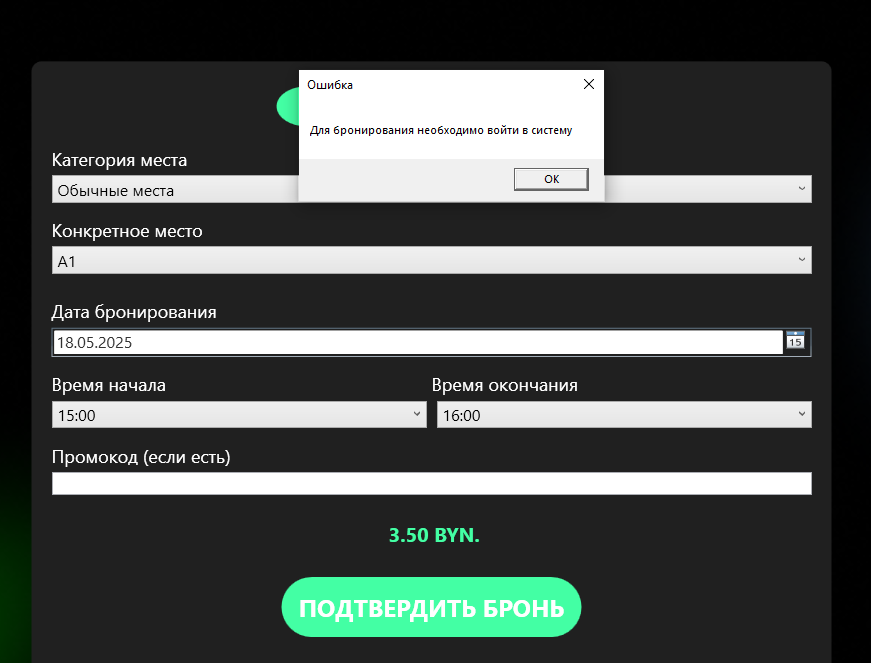 Ошибка
Для бронирования необходимо войти в систему
OK
Категория места
Обычные места
Конкретное место
A1
Дата бронирования
18.05.2025
15
Время начала
Время окончания
15:00
16:00
Промокод (если есть)
3.50 BYN.
ПОДТВЕРДИТЬ БРОНЬ